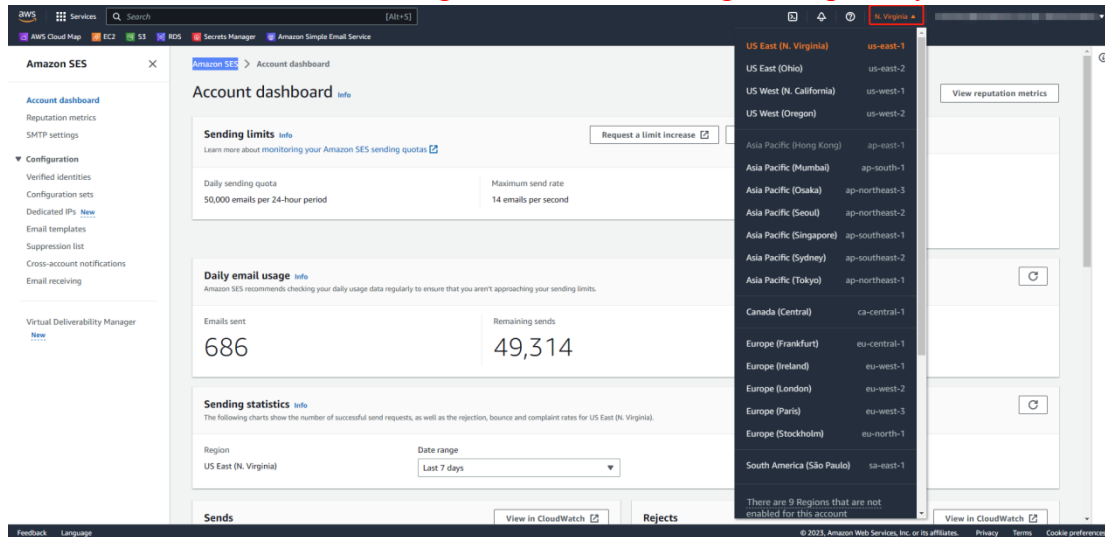 aws
Services
Search
[Alt+S]
N. Virginia
AWS Cloud Map
EC2
S3
RDS
Secrets Manager
Amazon Simple Email Service
Amazon SES
Account dashboard
Reputation metrics
SMTP settings
Configuration
Verified identities
Configuration sets
Dedicated IPs New
Email templates
Suppression list
Cross-account notifications
Email receiving
Virtual Deliverability Manager
New
Amazon SES > Account dashboard
Account dashboard Info
View reputation metrics
Sending limits Info
Learn more about monitoring your Amazon SES sending quotas
Request a limit increase
Daily sending quota
50,000 emails per 24-hour period
Maximum send rate
14 emails per second
Daily email usage Info
Amazon SES recommends checking your daily usage data regularly to ensure that you aren't approaching your sending limits.
Emails sent
686
Remaining sends
49,314
Sending statistics Info
The following charts show the number of successful send requests, as well as the rejection, bounce and complaint rates for US East (N. Virginia).
Region
US East (N. Virginia)
Date range
Last 7 days
Sends
View in CloudWatch
Rejects
View in CloudWatch
US East (N. Virginia) us-east-1
US East (Ohio) us-east-2
US West (N. California) us-west-1
US West (Oregon) us-west-2
Asia Pacific (Hong Kong) ap-east-1
Asia Pacific (Mumbai) ap-south-1
Asia Pacific (Osaka) ap-northeast-3
Asia Pacific (Seoul) ap-northeast-2
Asia Pacific (Singapore) ap-southeast-1
Asia Pacific (Sydney) ap-southeast-2
Asia Pacific (Tokyo) ap-northeast-1
Canada (Central) ca-central-1
Europe (Frankfurt) eu-central-1
Europe (Ireland) eu-west-1
Europe (London) eu-west-2
Europe (Paris) eu-west-3
Europe (Stockholm) eu-north-1
South America (São Paulo) sa-east-1
There are 9 Regions that are not
enabled for this account
Feedback
Language
© 2023, Amazon Web Services, Inc. or its affiliates.
Privacy
Terms
Cookie preferences